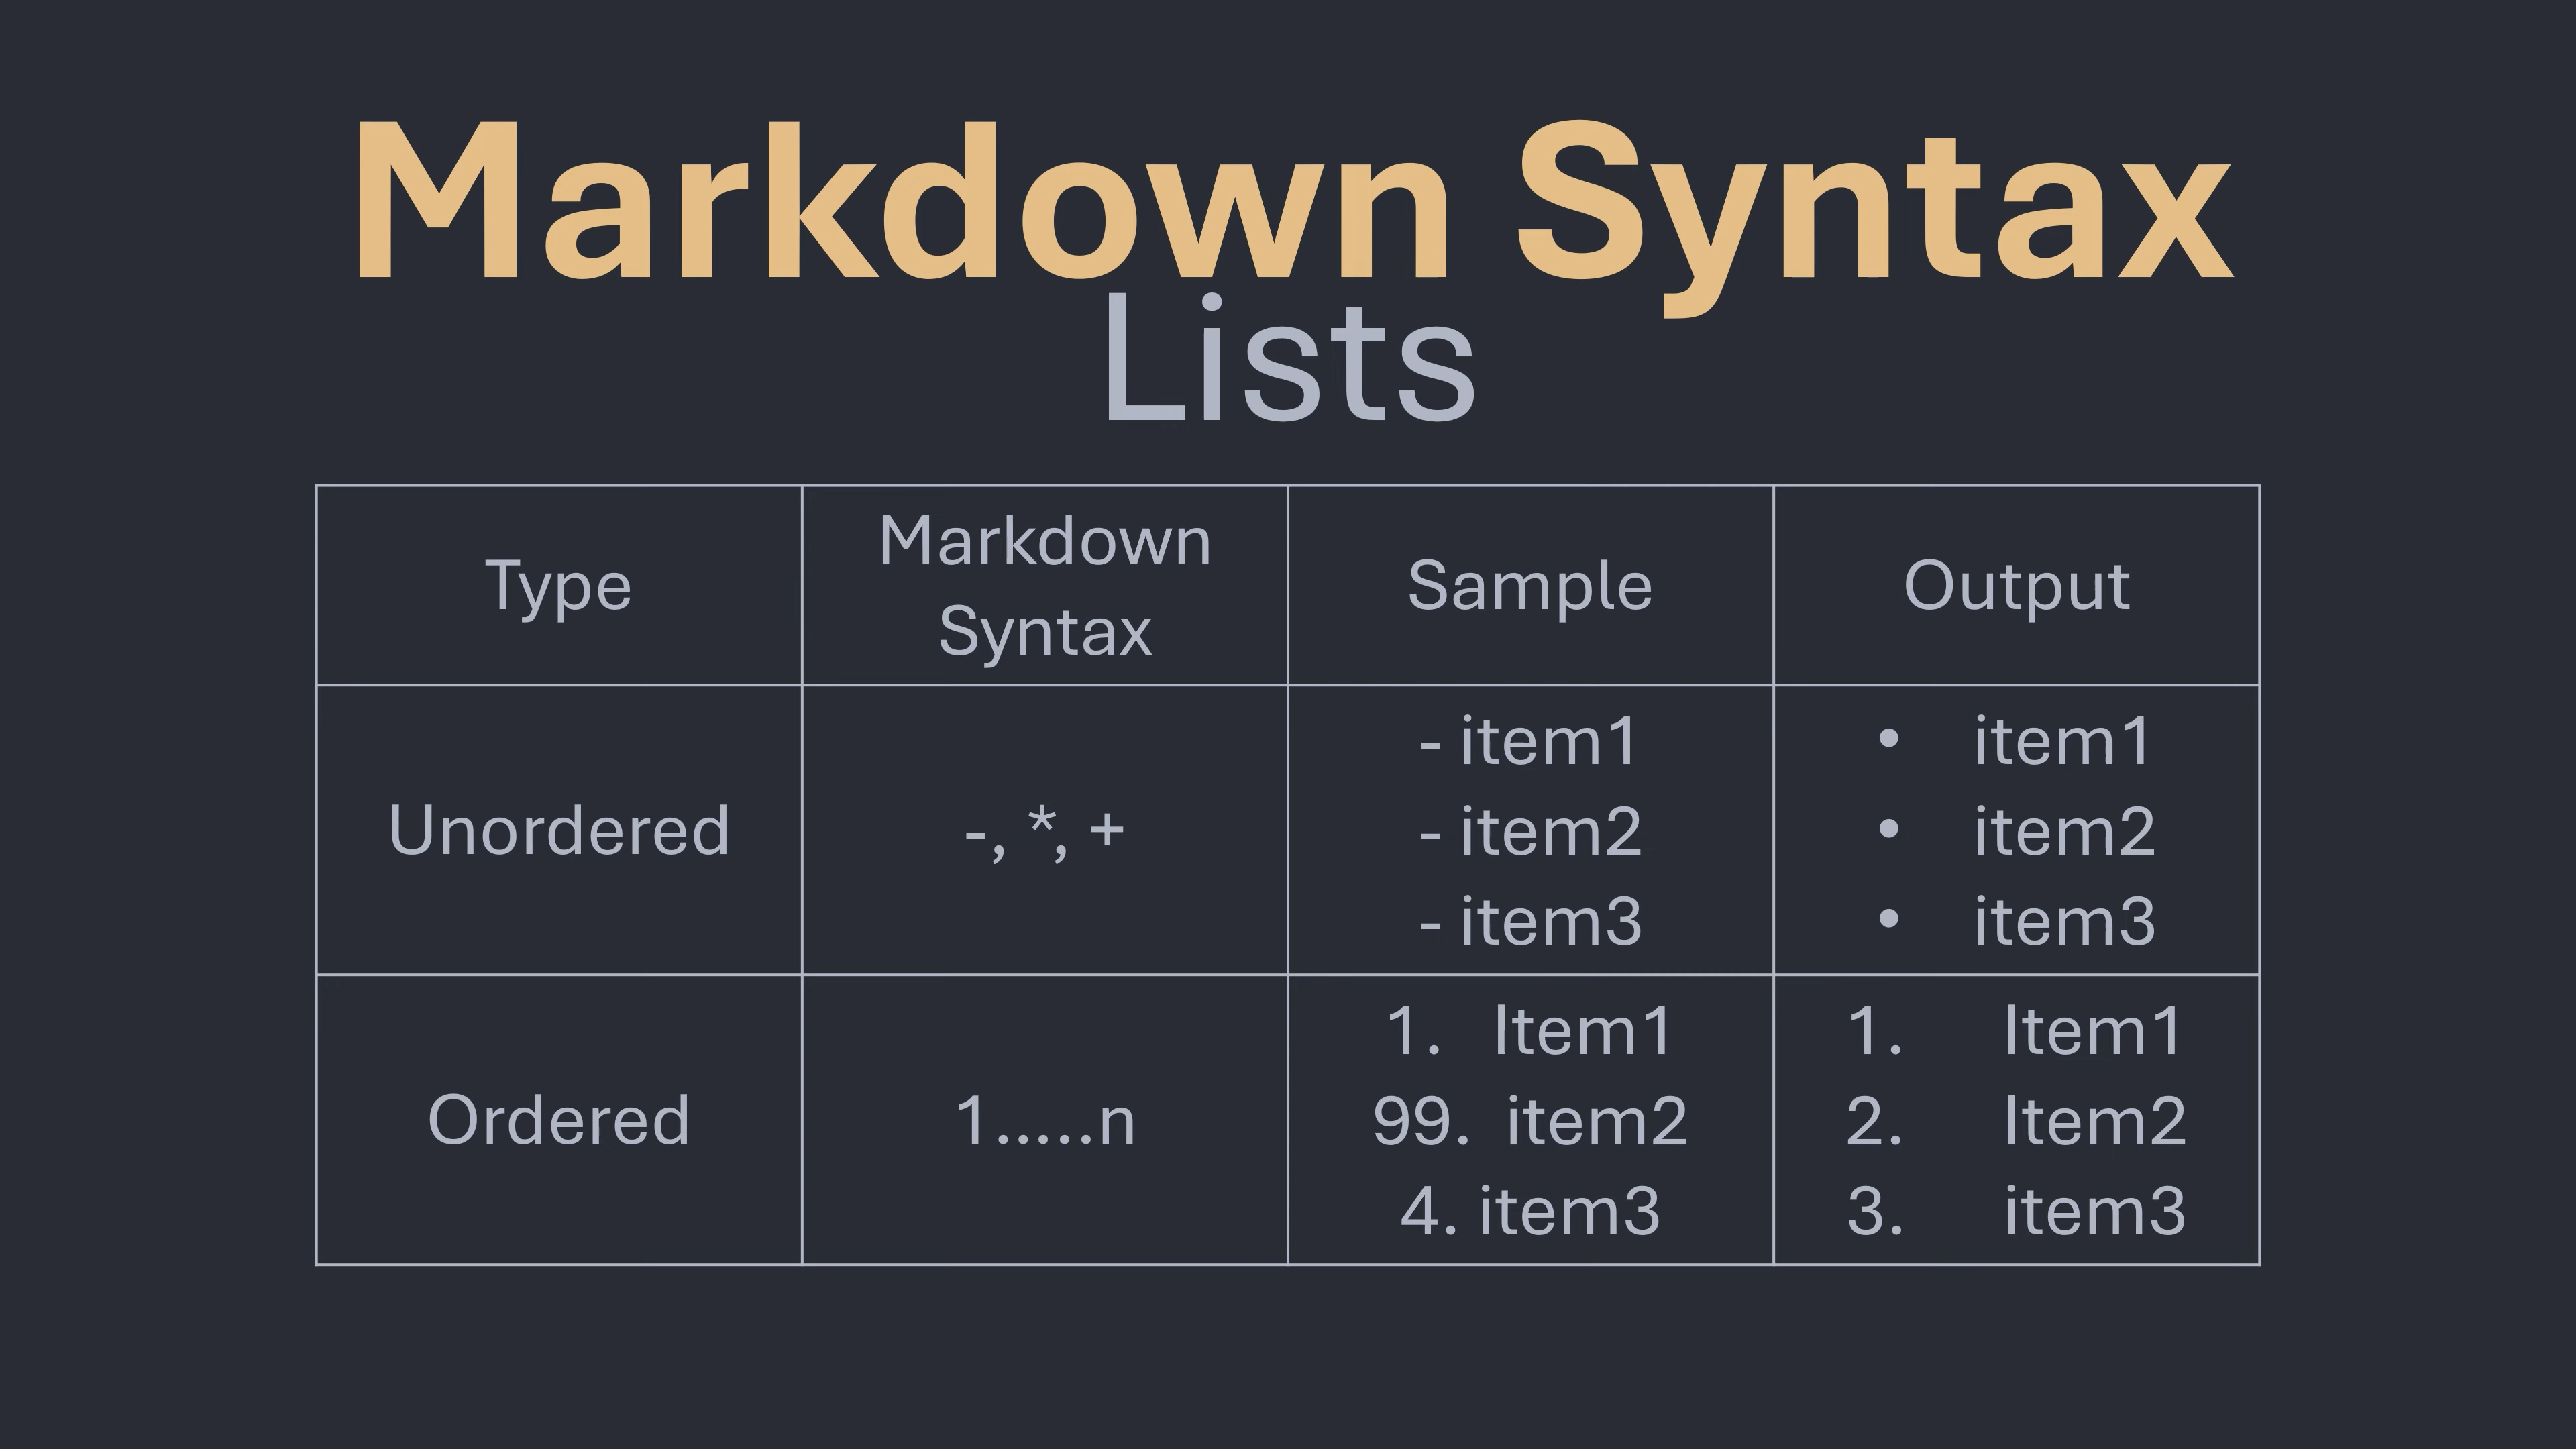 Markdown Syntax
Lists
Type
Markdown
Syntax
Sample
Output
Unordered
-, *, +
- item1
- item2
- item3
• item1
• item2
• item3
Ordered
1.....n
1. Item1
99. item2
4. item3
1. Item1
2. Item2
3. item3